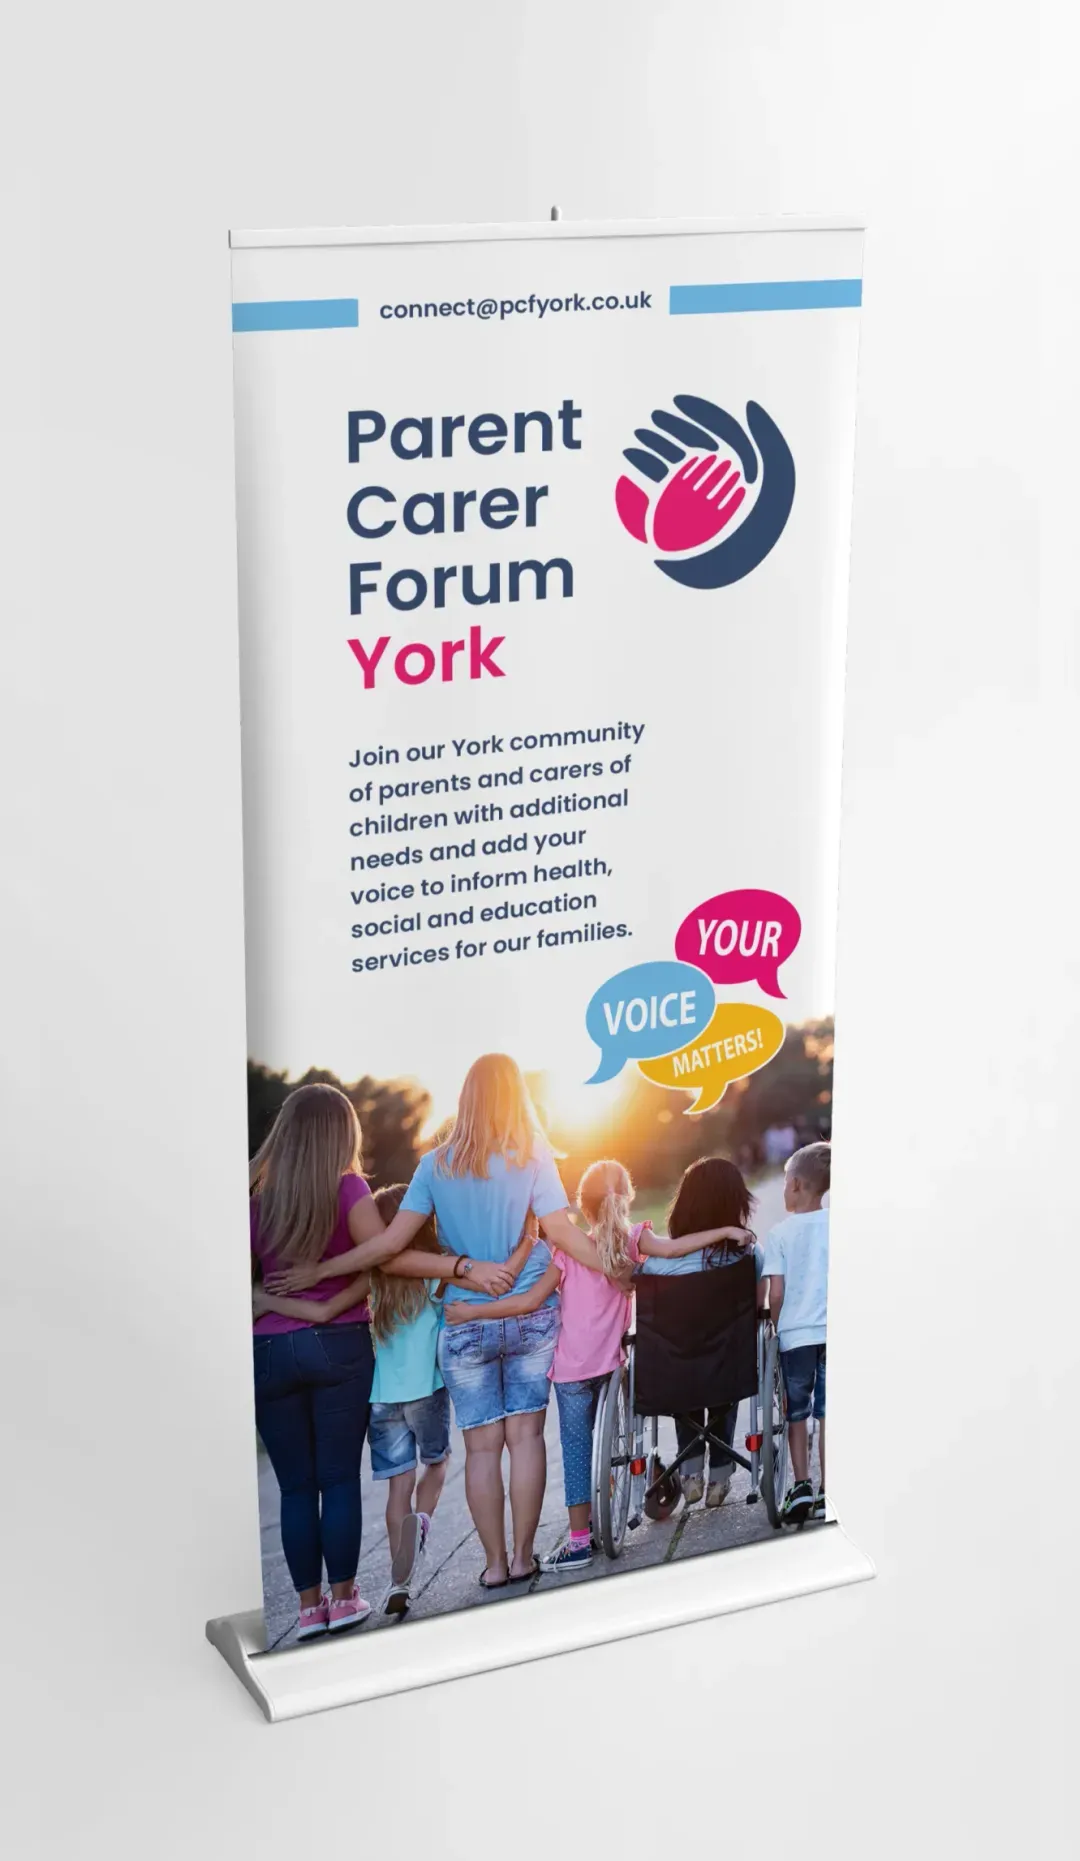 connect@pcfyork.co.uk
Parent
Carer
Forum
York
Join our York community
of parents and carers of
children with additional
needs and add your
voice to inform health,
social and education
services for our families.
YOUR
VOICE
MATTERS!